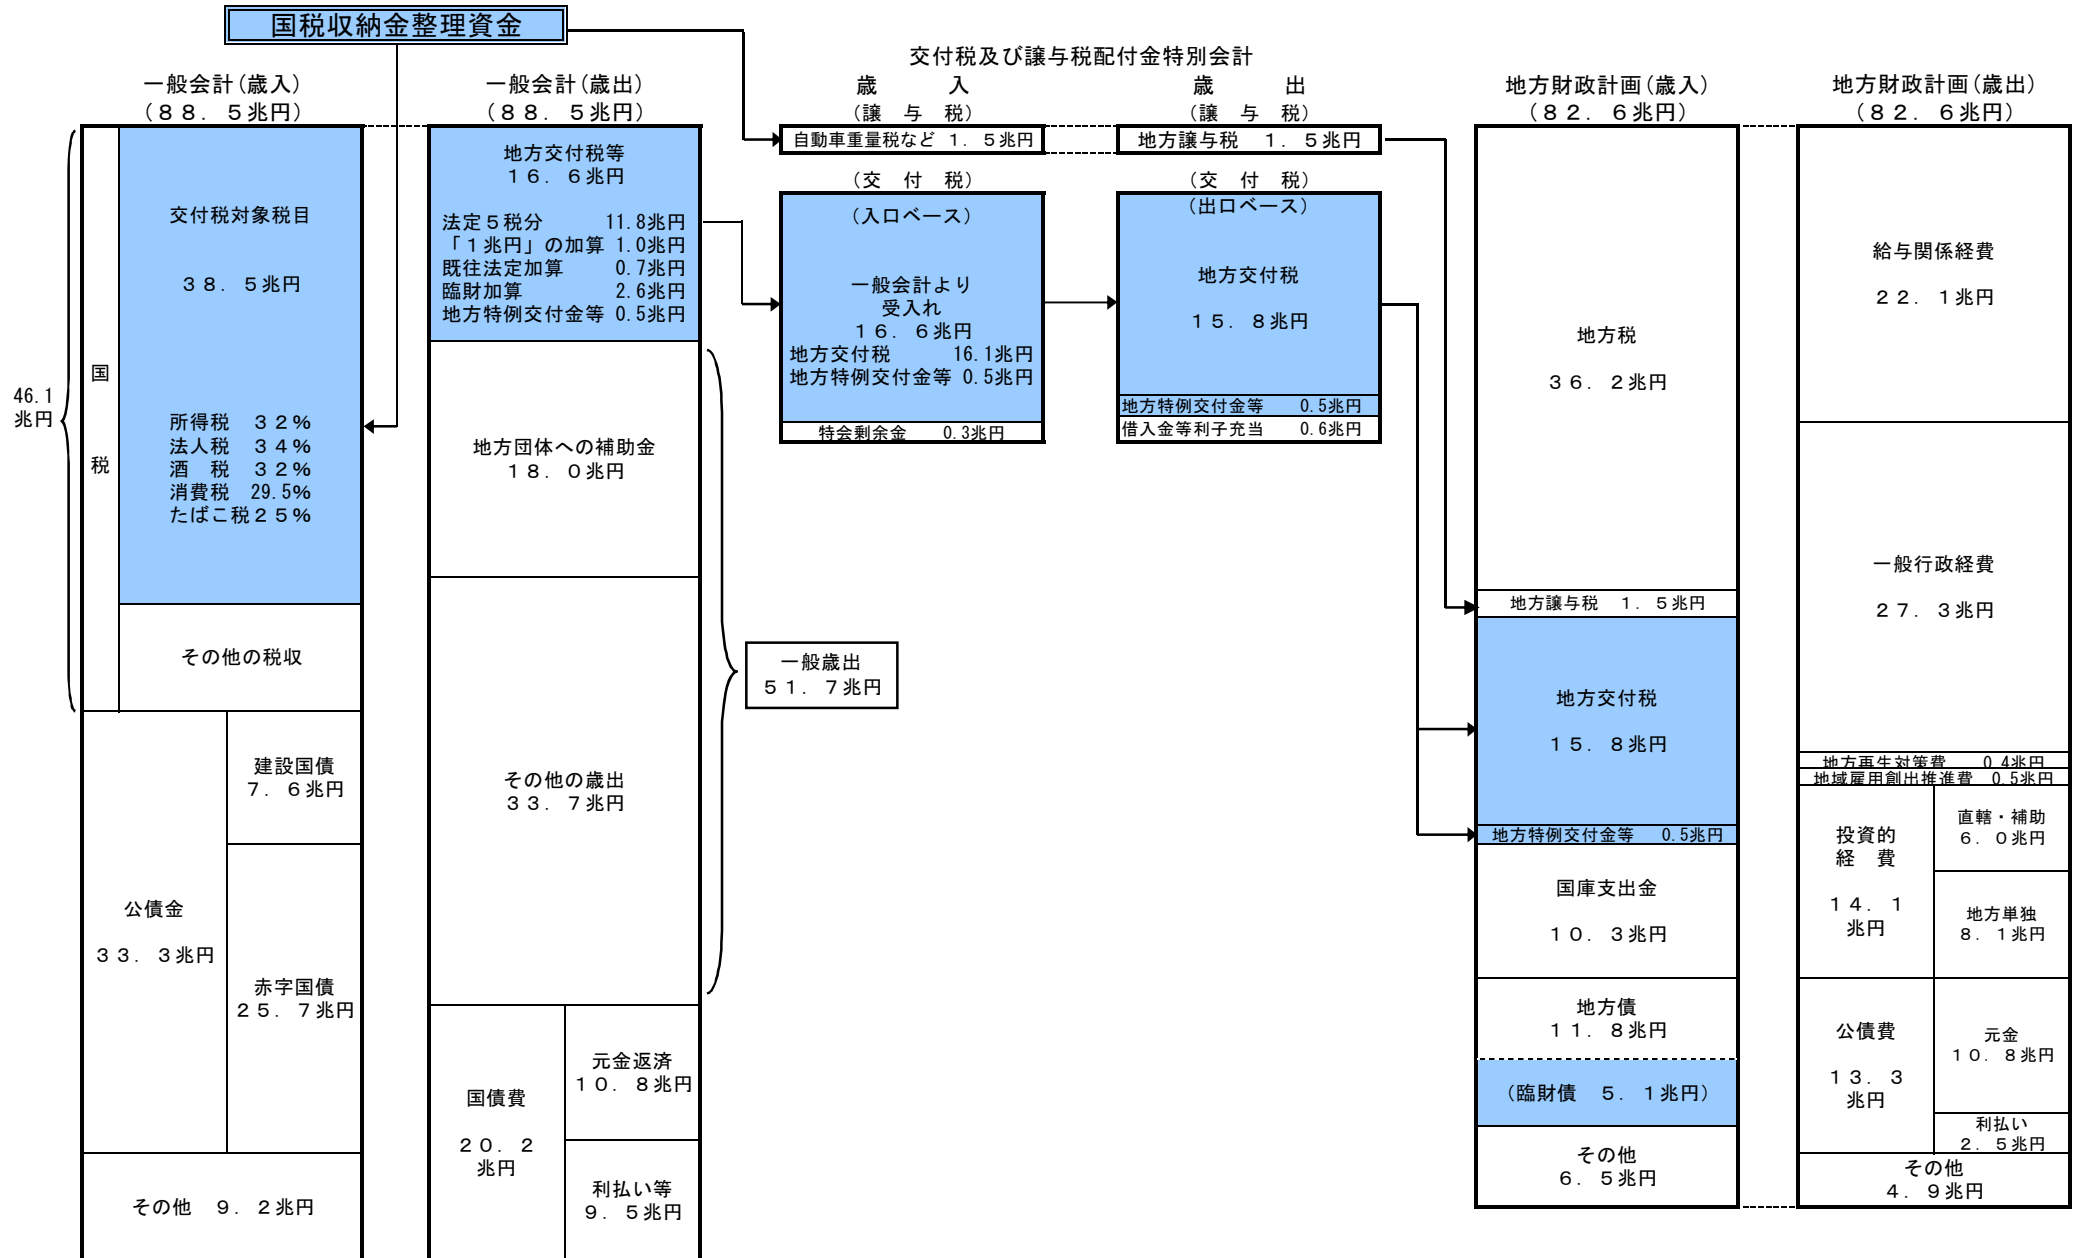 国税収納金整理資金
一般会計(歳入)
(８８．５兆円)
46.1
兆円
国
税
交付税対象税目
３８．５兆円
所得税　３２％
法人税　３４％
酒　税　３２％
消費税　29.5%
たばこ税２５％
その他の税収
公債金
３３．３兆円
建設国債
７．６兆円
赤字国債
２５．７兆円
その他　９．２兆円
一般会計(歳出)
(８８．５兆円)
地方交付税等
１６．６兆円
法定５税分　11.8兆円
「１兆円」の加算 1.0兆円
既往法定加算　0.7兆円
臨財加算　2.6兆円
地方特例交付金等 0.5兆円
地方団体への補助金
１８．０兆円
その他の歳出
３３．７兆円
国債費
２０．２
兆円
元金返済
１０．８兆円
利払い等
９．５兆円
一般歳出
５１．７兆円
交付税及び譲与税配付金特別会計
歳　入
(譲　与　税)
自動車重量税など １．５兆円
(交　付　税)
(入口ベース)
一般会計より
受入れ
１６．６兆円
地方交付税　16.1兆円
地方特例交付金等 0.5兆円
特会剰余金　0.3兆円
歳　出
(譲　与　税)
地方譲与税　１．５兆円
(交　付　税)
(出口ベース)
地方交付税
１５．８兆円
地方特例交付金等　0.5兆円
借入金等利子充当　0.6兆円
地方財政計画(歳入)
(８２．６兆円)
地方税
３６．２兆円
地方譲与税　１．５兆円
地方交付税
１５．８兆円
地方特例交付金等　0.5兆円
国庫支出金
１０．３兆円
地方債
１１．８兆円
(臨財債　５．１兆円)
その他
６．５兆円
地方財政計画(歳出)
(８２．６兆円)
給与関係経費
２２．１兆円
一般行政経費
２７．３兆円
地方再生対策費　0.4兆円
地域雇用創出推進費　0.5兆円
投資的
経　費
１４．１
兆円
直轄・補助
６．０兆円
地方単独
８．１兆円
公債費
１３．３
兆円
元金
１０．８兆円
利払い
２．５兆円
その他
４．９兆円